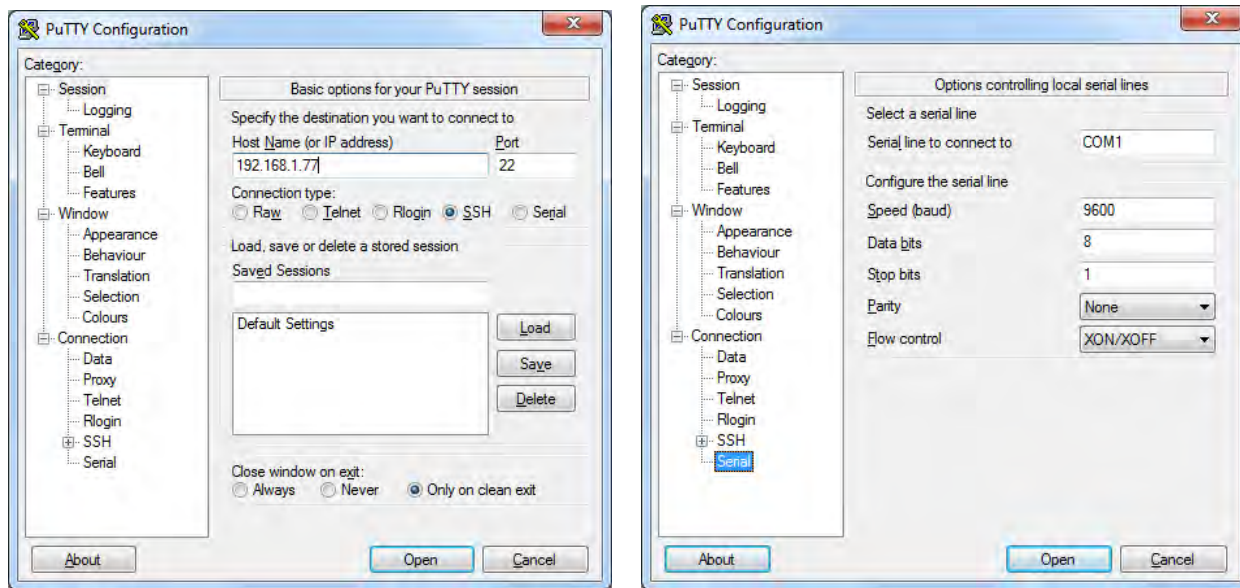 PuTTY Configuration
Category:
Session
Logging
Terminal
Keyboard
Bell
Features
Window
Appearance
Behaviour
Translation
Selection
Colours
Connection
Data
Proxy
Telnet
Rlogin
SSH
Serial
Basic options for your PuTTY session
Specify the destination you want to connect to
Host Name (or IP address) Port
192.168.1.77 22
Connection type:
Raw Telnet Rlogin SSH Serial
Load, save or delete a stored session
Saved Sessions
Default Settings
Load
Save
Delete
Close window on exit:
Always Never Only on clean exit
About Open Cancel
PuTTY Configuration
Category:
Session
Logging
Terminal
Keyboard
Bell
Features
Window
Appearance
Behaviour
Translation
Selection
Colours
Connection
Data
Proxy
Telnet
Rlogin
SSH
Serial
Options controlling local serial lines
Select a serial line
Serial line to connect to COM1
Configure the serial line
Speed (baud) 9600
Data bits 8
Stop bits 1
Parity None
Flow control XON/XOFF
About Open Cancel